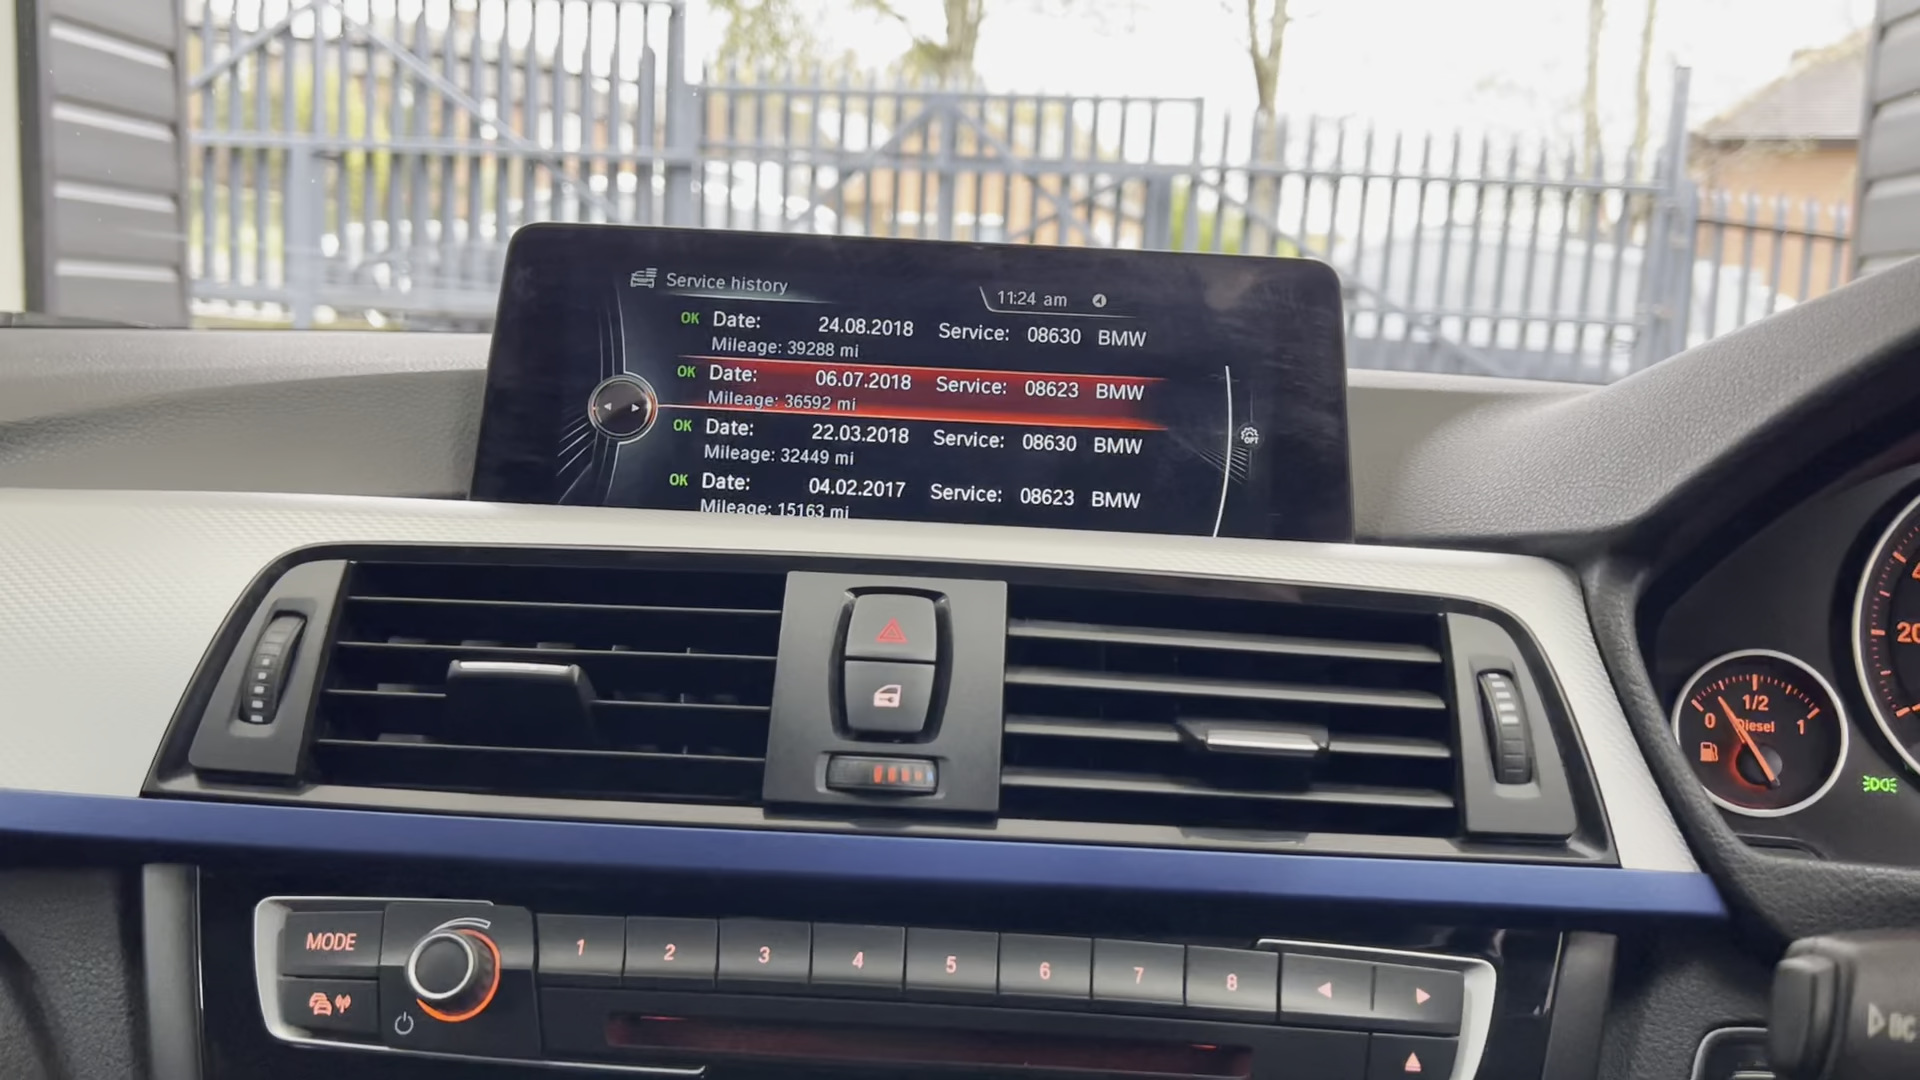 Service history
11:24 am
OK Date: 24.08.2018 Service: 08630 BMW
Mileage: 39288 mi
OK Date: 06.07.2018 Service: 08623 BMW
Mileage: 36592 mi
OK Date: 22.03.2018 Service: 08630 BMW
Mileage: 32449 mi
OK Date: 04.02.2017 Service: 08623 BMW
Mileage: 15163 mi
OPT
20
0 1/2 1
Diesel
MODE
1 2 3 4 5 6 7 8